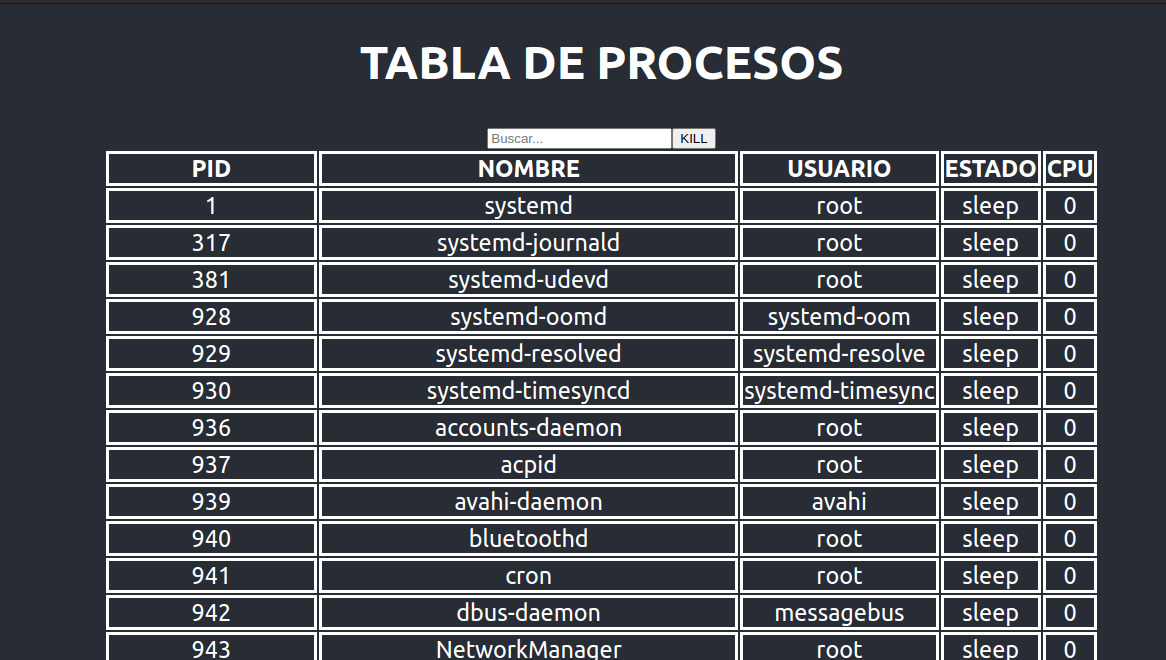 TABLA DE PROCESOS
Buscar... KILL
PID NOMBRE USUARIO ESTADO CPU
1 systemd root sleep 0
317 systemd-journald root sleep 0
381 systemd-udevd root sleep 0
928 systemd-oomd systemd-oom sleep 0
929 systemd-resolved systemd-resolve sleep 0
930 systemd-timesyncd systemd-timesync sleep 0
936 accounts-daemon root sleep 0
937 acpid root sleep 0
939 avahi-daemon avahi sleep 0
940 bluetoothd root sleep 0
941 cron root sleep 0
942 dbus-daemon messagebus sleep 0
943 NetworkManager root sleep 0